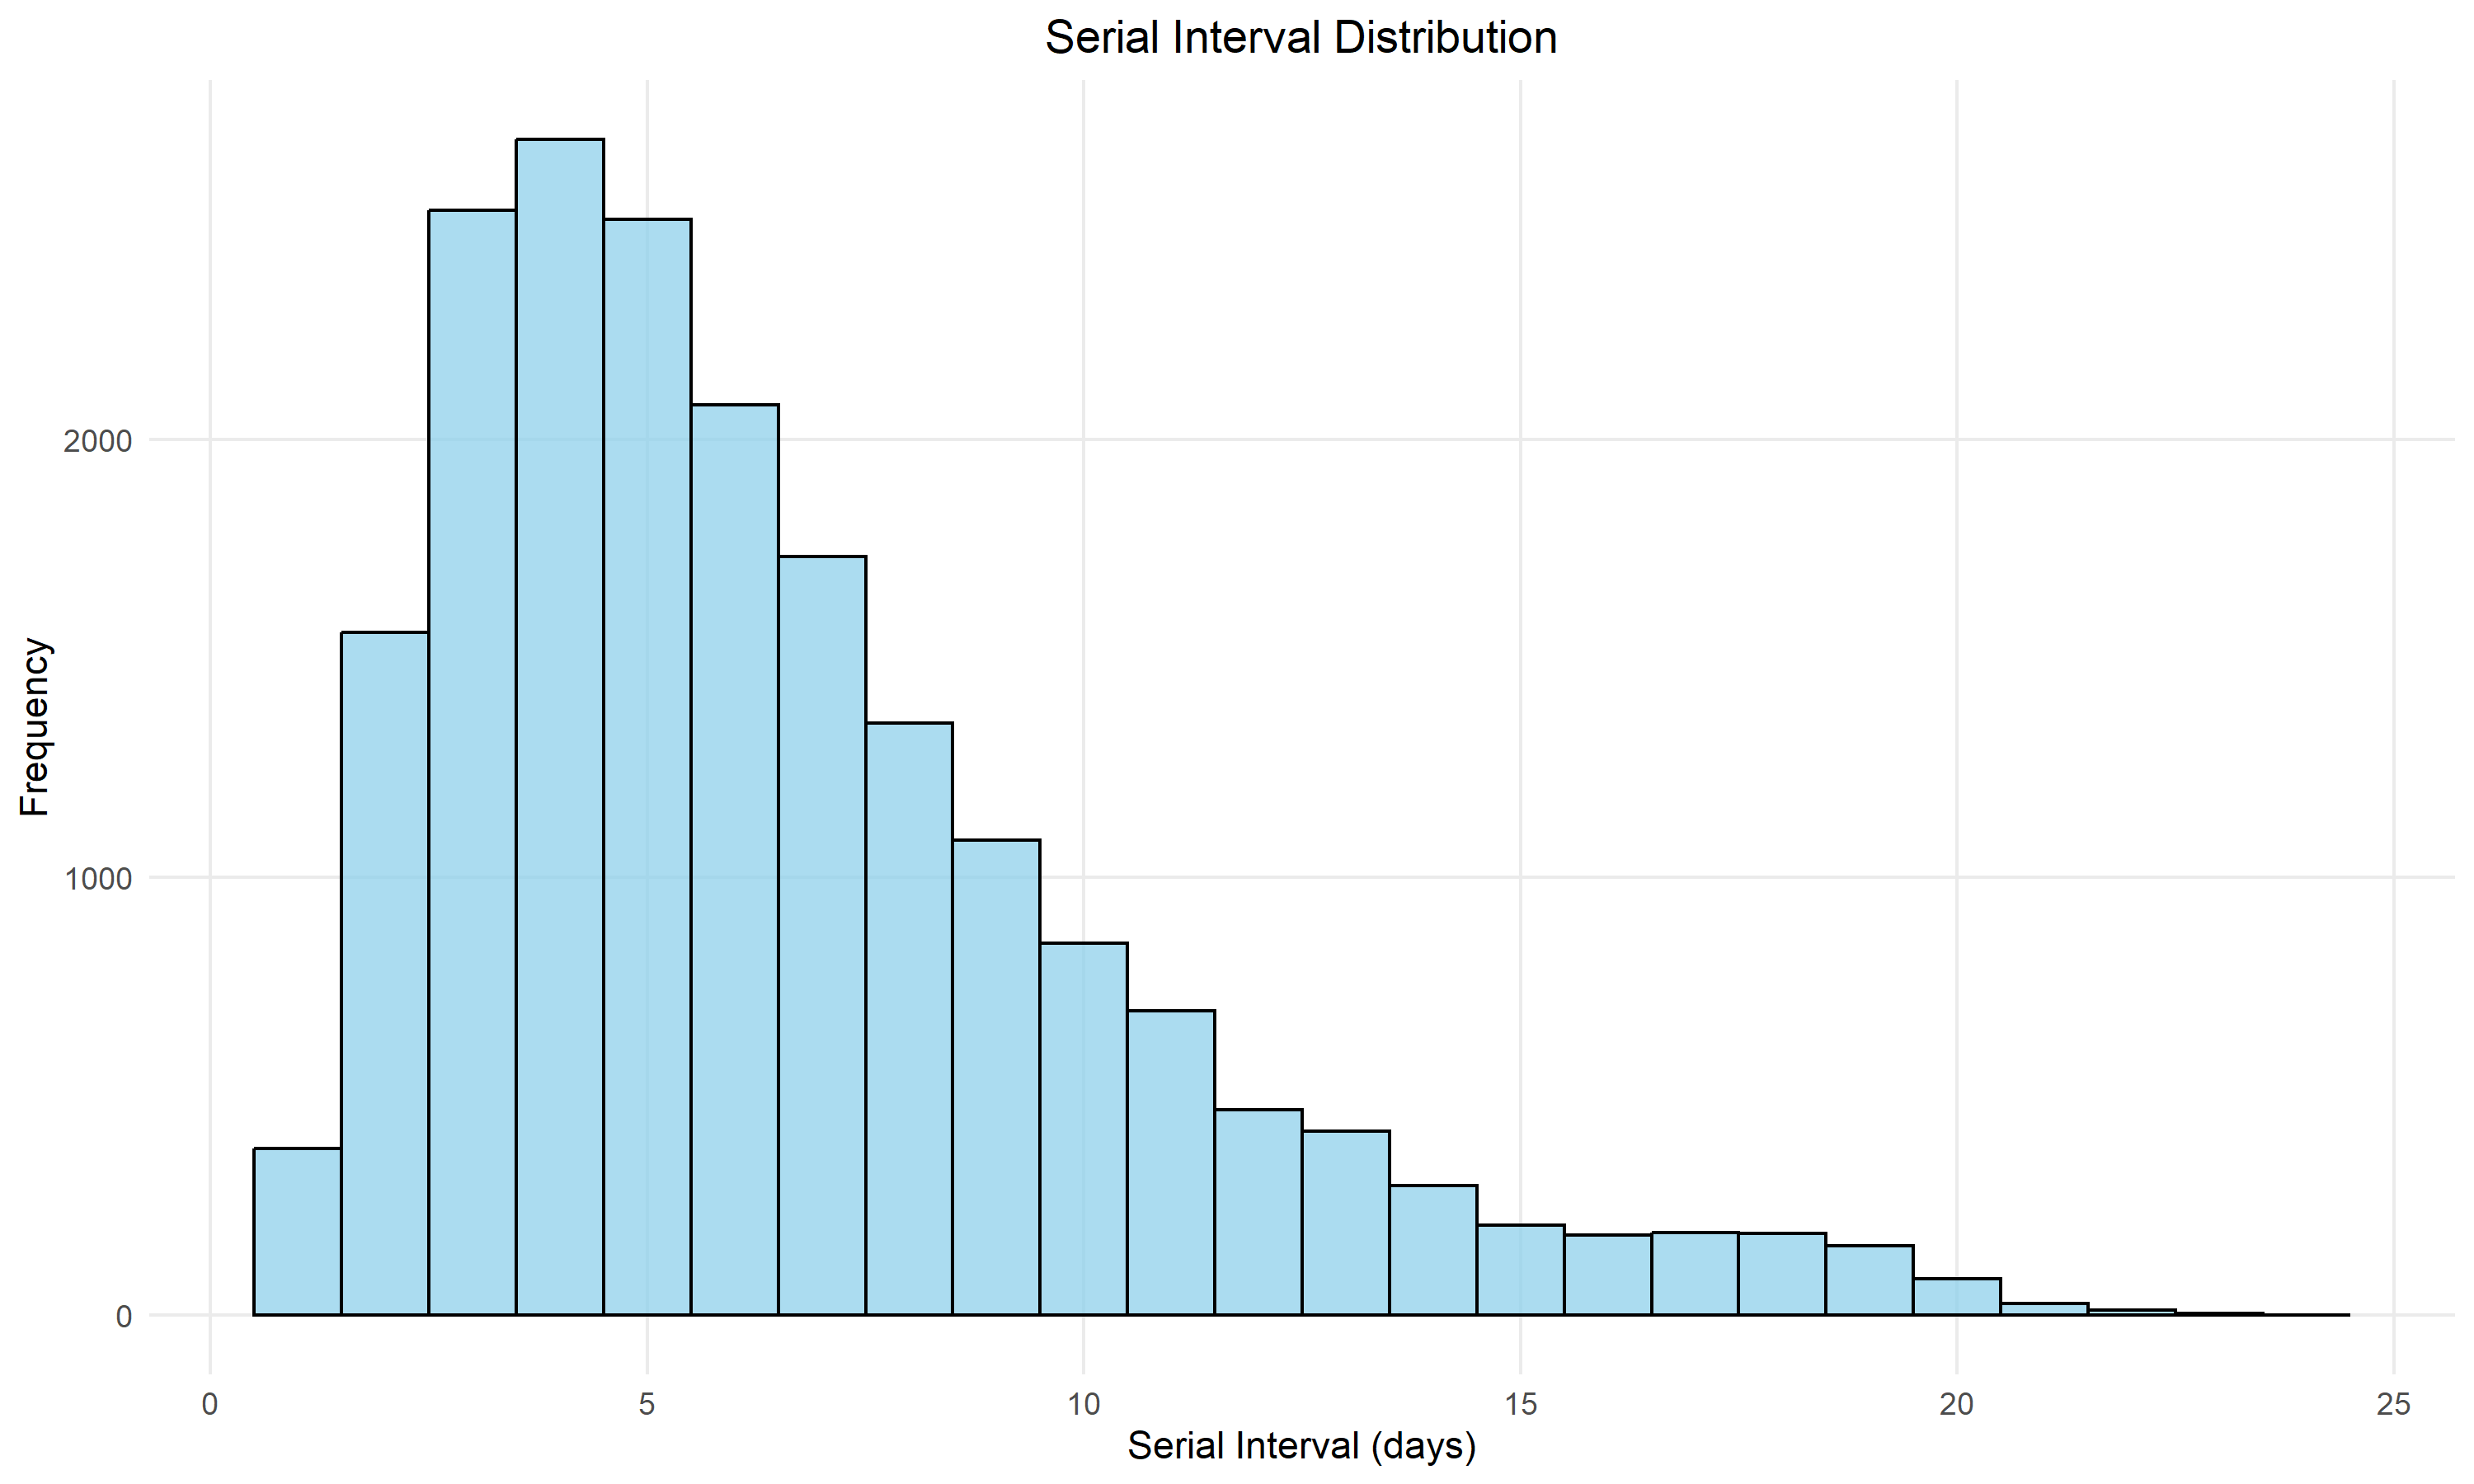 Serial Interval Distribution
Frequency
2000
1000
0
0 5 10 15 20 25
Serial Interval (days)